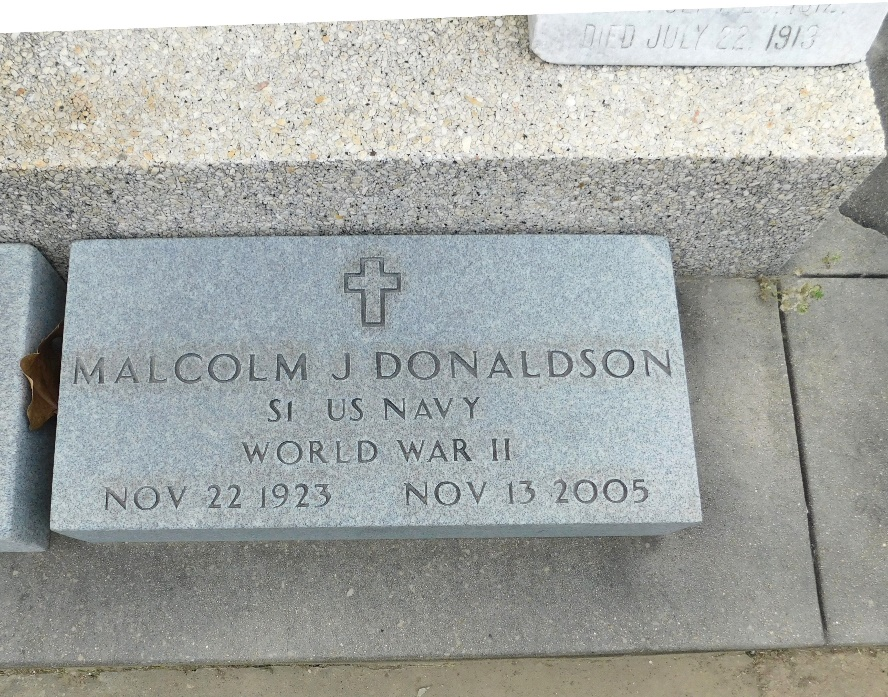 DIED JULY 22 1913
MALCOLM J DONALDSON
S1 US NAVY
WORLD WAR II
NOV 22 1923 NOV 13 2005